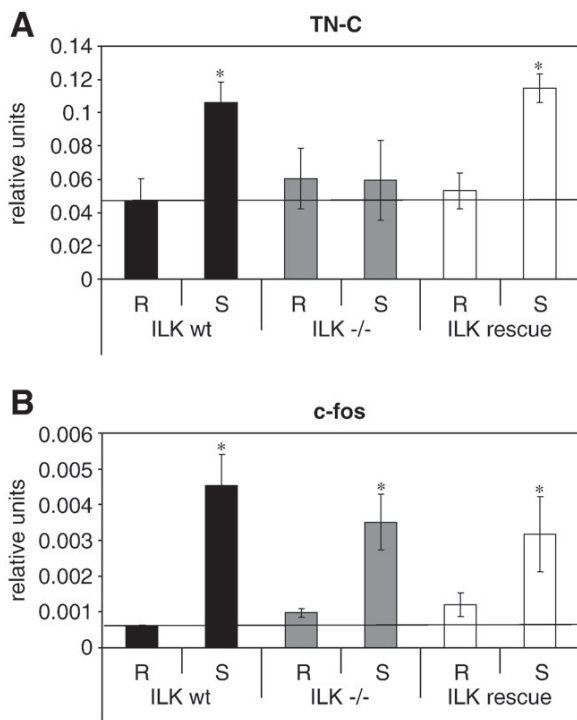 A
TN-C
relative units
0.14
0.12
0.1
0.08
0.06
0.04
0.02
0
* *
R S R S R S
ILK wt ILK -/- ILK rescue
B
c-fos
relative units
0.006
0.005
0.004
0.003
0.002
0.001
0
* * *
R S R S R S
ILK wt ILK -/- ILK rescue